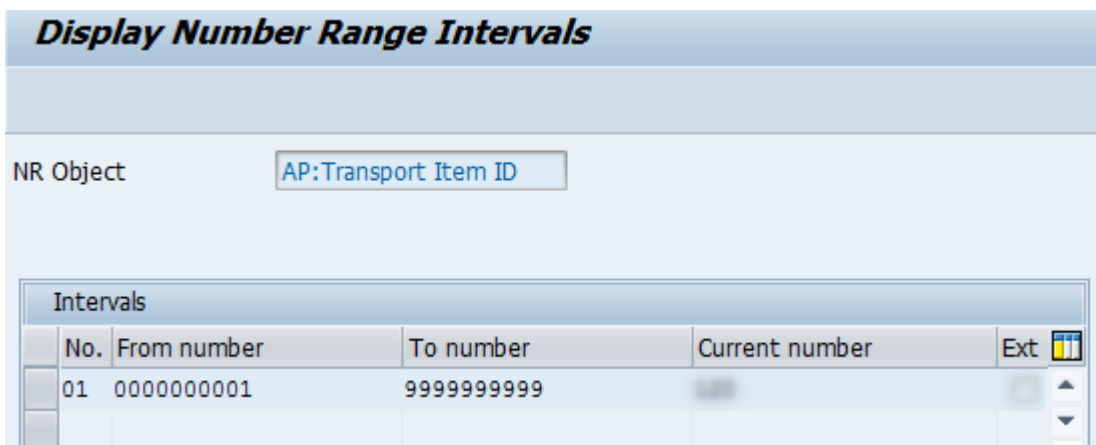 Display Number Range Intervals
NR Object AP:Transport Item ID
Intervals
No. From number To number Current number Ext
01 0000000001 9999999999